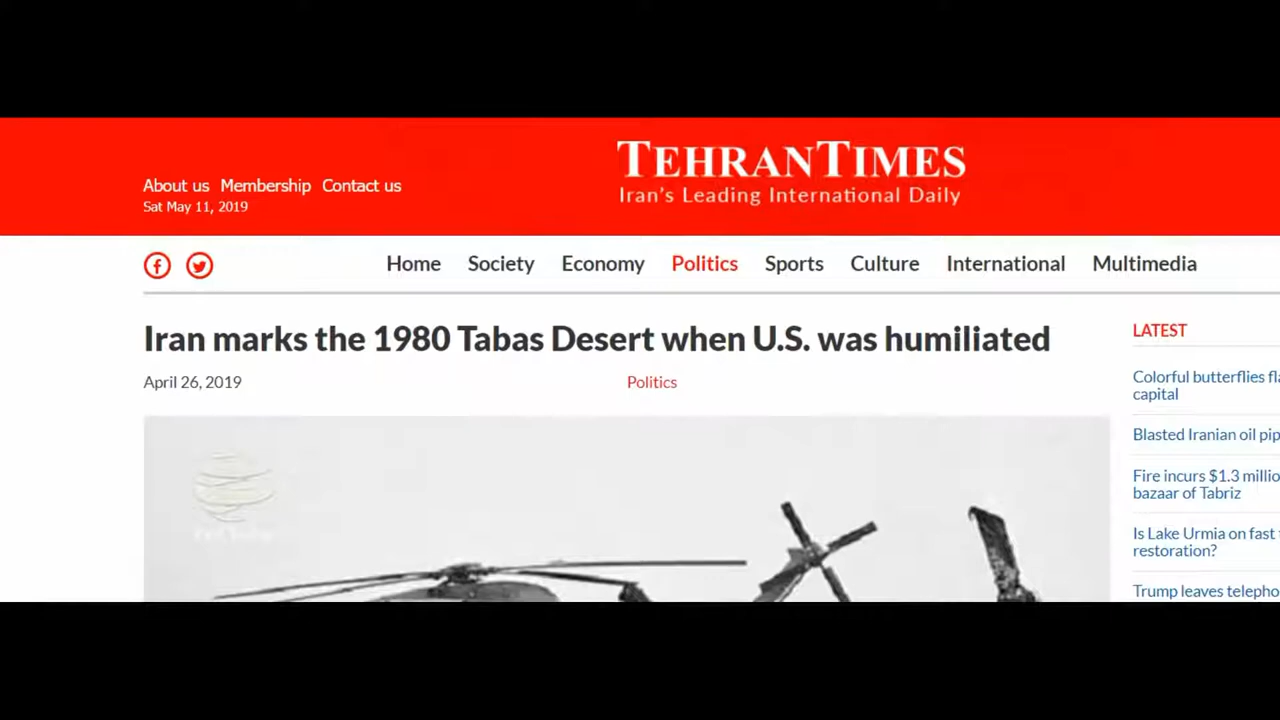 TEHRANTIMES
Iran's Leading International Daily
About us Membership Contact us
Sat May 11, 2019
Home Society Economy Politics Sports Culture International Multimedia
Iran marks the 1980 Tabas Desert when U.S. was humiliated
April 26, 2019 Politics
LATEST
Colorful butterflies
capital
Blasted Iranian oil
Fire incurs $1.3
bazaar of Tabriz
Is Lake Urmia on fast
restoration?
Trump leaves